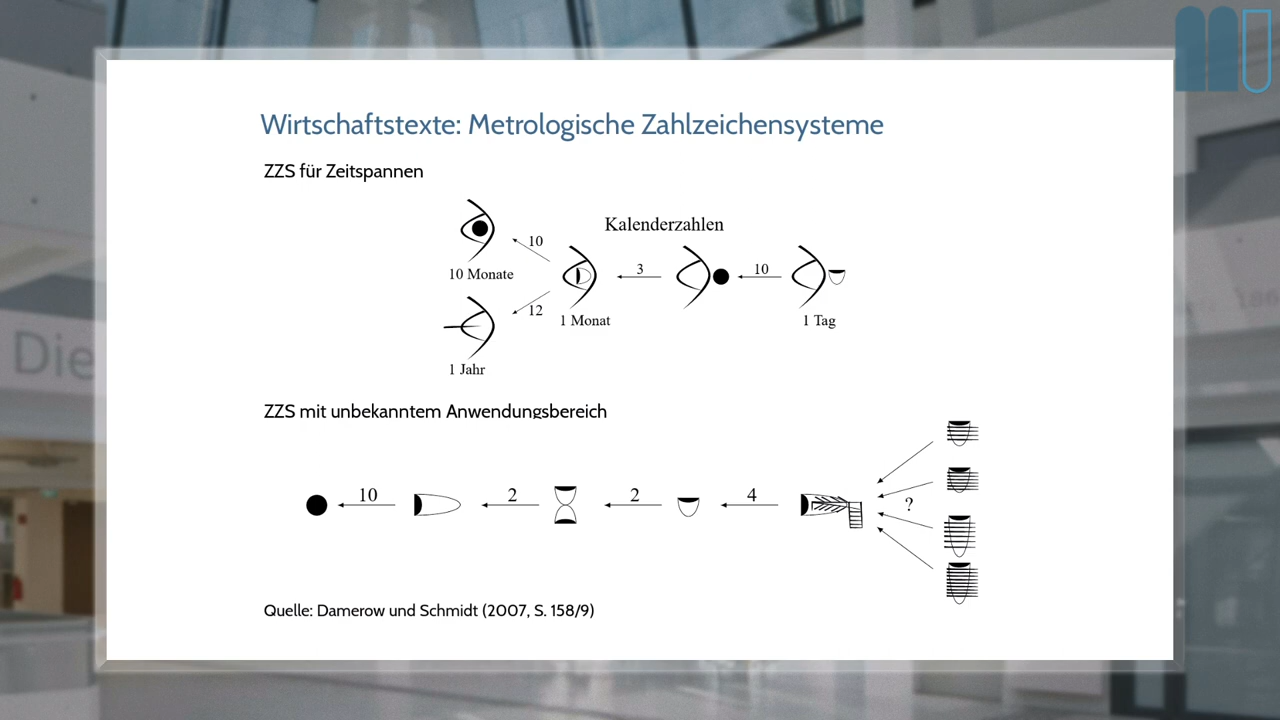 Wirtschaftstexte: Metrologische Zahlzeichensysteme
ZZS für Zeitspannen
Kalenderzahlen
10
3
10
10 Monate
12
1 Monat
1 Tag
1 Jahr
ZZS mit unbekanntem Anwendungsbereich
10
2
2
4
?
Quelle: Damerow und Schmidt (2007, S. 158/9)
Die